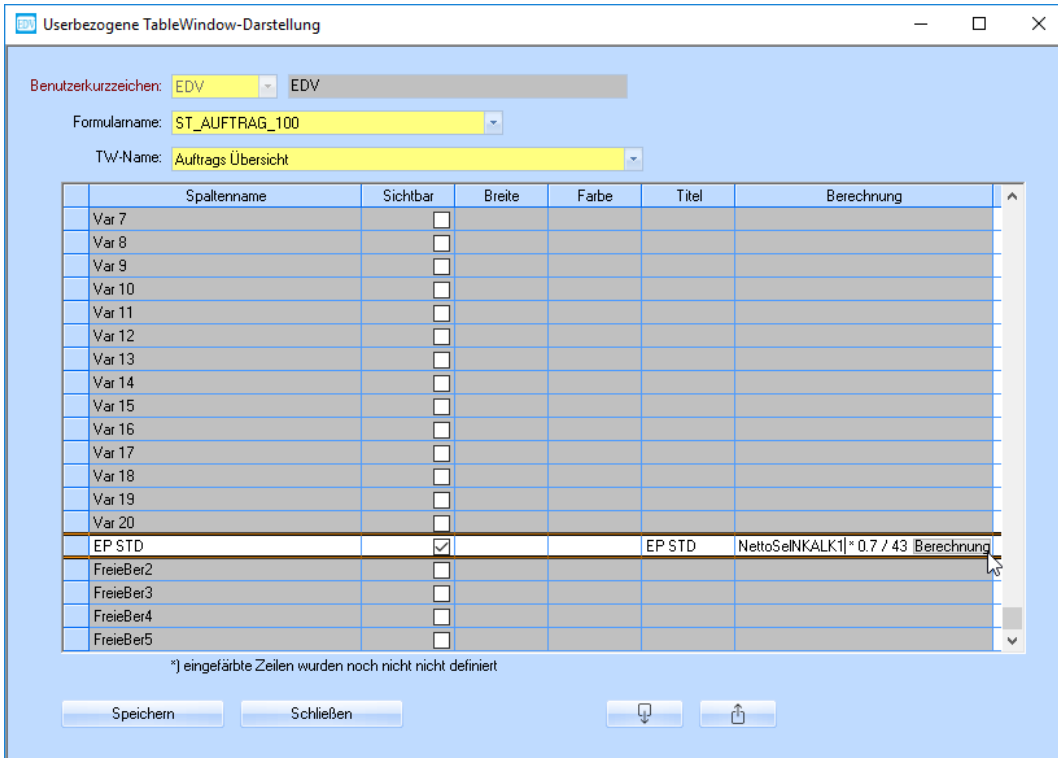 EDV Userbezogene TableWindow-Darstellung
Benutzerkurzzeichen: EDV EDV
Formularname: ST_AUFTRAG_100
TW-Name: Auftrags Übersicht
Spaltenname Sichtbar Breite Farbe Titel Berechnung
Var 7
Var 8
Var 9
Var 10
Var 11
Var 12
Var 13
Var 14
Var 15
Var 16
Var 17
Var 18
Var 19
Var 20
EP STD EP STD NettoSelNKALK1 * 0.7 / 43 Berechnung
FreieBer2
FreieBer3
FreieBer4
FreieBer5
*) eingefärbte Zeilen wurden noch nicht nicht definiert
Speichern Schließen